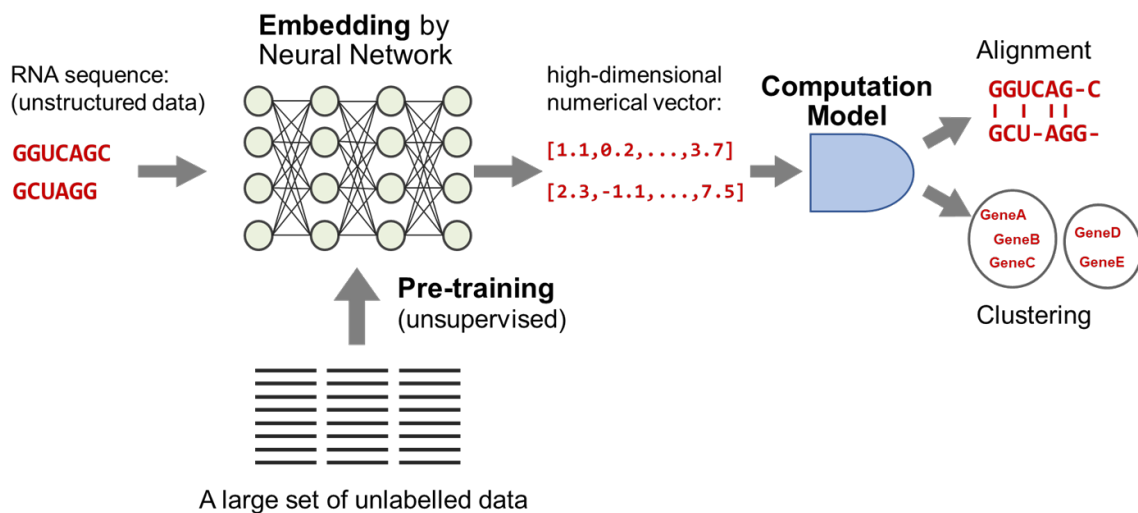 RNA sequence:
(unstructured data)
GGUCAGC
GCUAGG
Embedding by
Neural Network
high-dimensional
numerical vector:
[1.1,0.2,...,3.7]
[2.3,-1.1,...,7.5]
Computation
Model
Alignment
GGUCAG-C
GCU-AGG-
GeneA
GeneB
GeneC
GeneD
GeneE
Clustering
Pre-training
(unsupervised)
A large set of unlabelled data